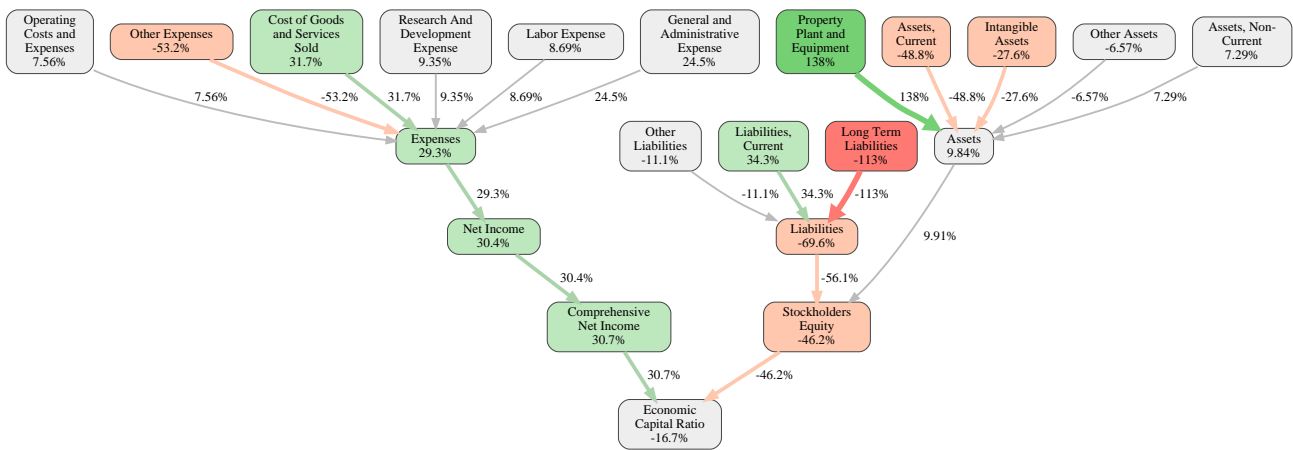 Operating
Costs and
Expenses
7.56%
Other Expenses
-53.2%
Cost of Goods
and Services
Sold
31.7%
Research And
Development
Expense
9.35%
Labor Expense
8.69%
General and
Administrative
Expense
24.5%
Property
Plant and
Equipment
138%
Assets,
Current
-48.8%
Intangible
Assets
-27.6%
Other Assets
-6.57%
Assets, Non-
Current
7.29%
7.56%
-53.2%
31.7%
9.35%
8.69%
24.5%
138%
-48.8%
-27.6%
-6.57%
7.29%
Expenses
29.3%
Other
Liabilities
-11.1%
Liabilities,
Current
34.3%
Long Term
Liabilities
-113%
Assets
9.84%
29.3%
-11.1%
34.3%
-113%
9.91%
Net Income
30.4%
Liabilities
-69.6%
30.4%
-56.1%
Comprehensive
Net Income
30.7%
Stockholders
Equity
-46.2%
30.7%
-46.2%
Economic
Capital Ratio
-16.7%